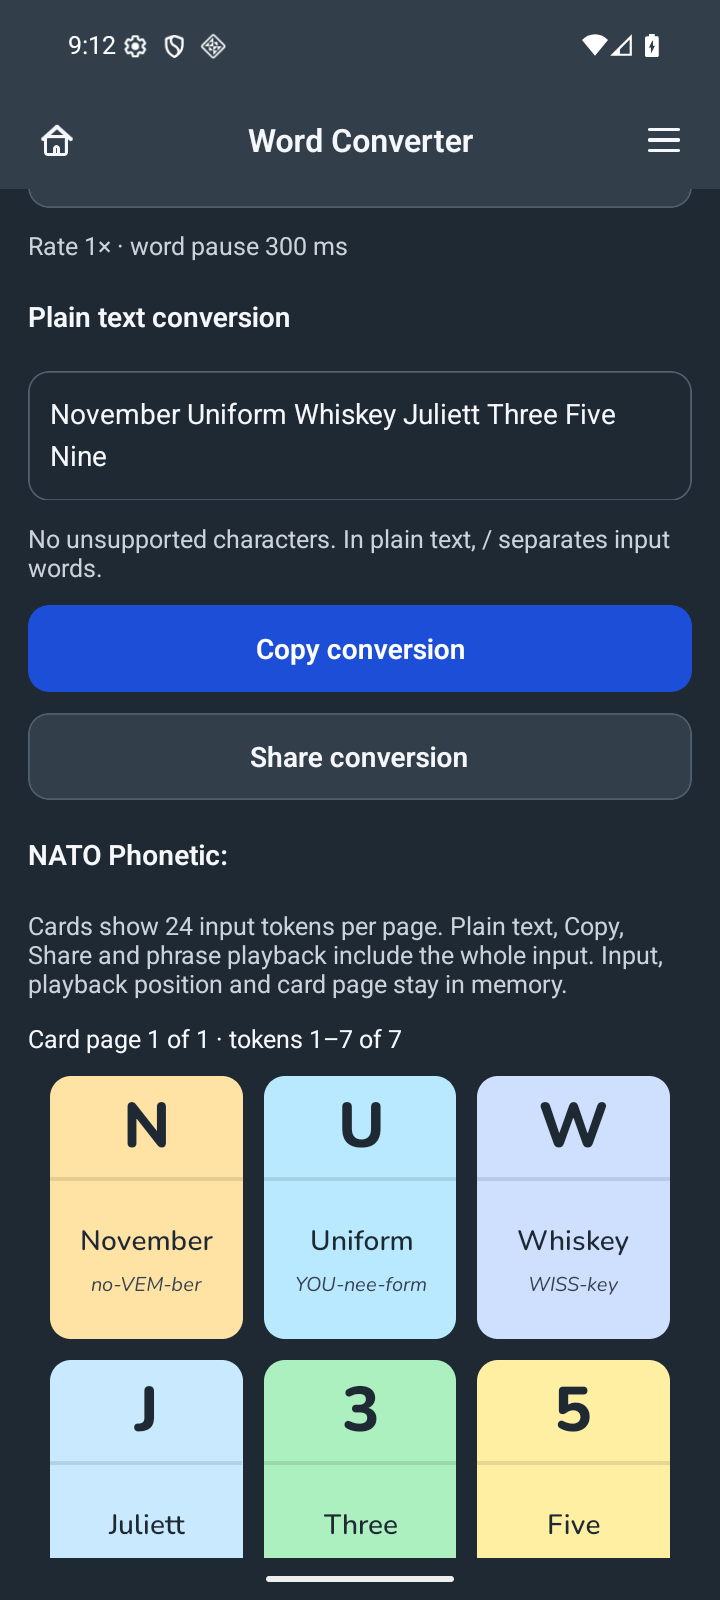 9:12
Word Converter
Rate 1× · word pause 300 ms
Plain text conversion
November Uniform Whiskey Juliett Three Five
Nine
No unsupported characters. In plain text, / separates input
words.
Copy conversion
Share conversion
NATO Phonetic:
Cards show 24 input tokens per page. Plain text, Copy,
Share and phrase playback include the whole input. Input,
playback position and card page stay in memory.
Card page 1 of 1 · tokens 1–7 of 7
N U W
November Uniform Whiskey
no-VEM-ber YOU-nee-form WISS-key
J 3 5
Juliett Three Five